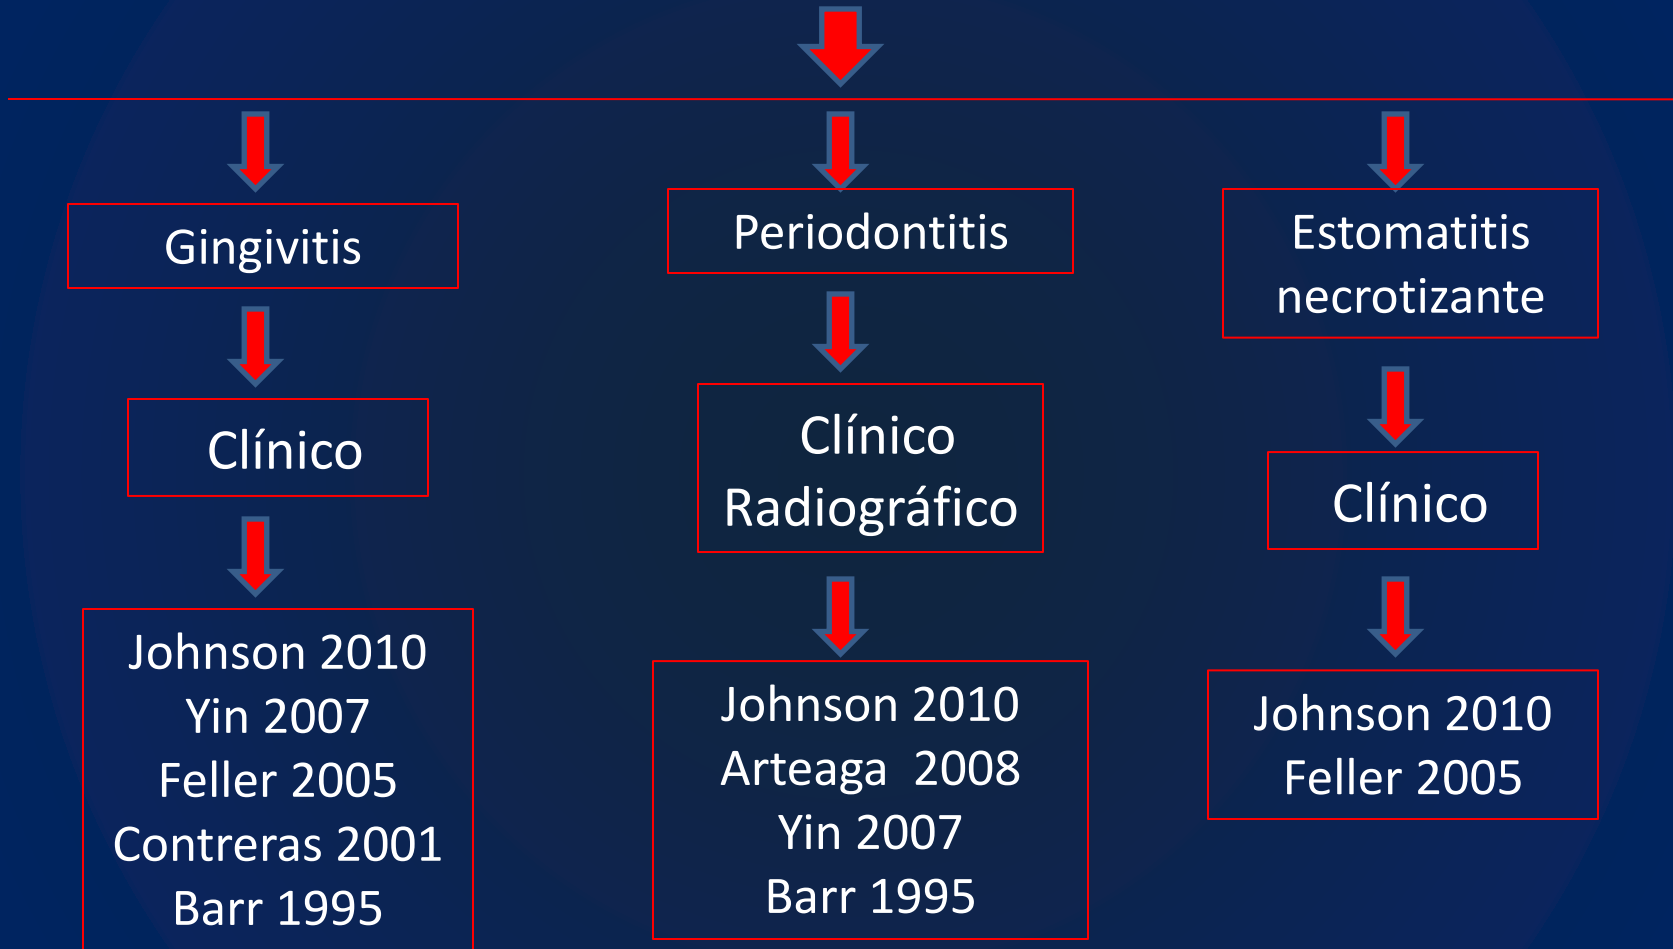 Gingivitis
Clínico
Johnson 2010
Yin 2007
Feller 2005
Contreras 2001
Barr 1995
Periodontitis
Clínico
Radiográfico
Johnson 2010
Arteaga  2008
Yin 2007
Barr 1995
Estomatitis
necrotizante
Clínico
Johnson 2010
Feller 2005